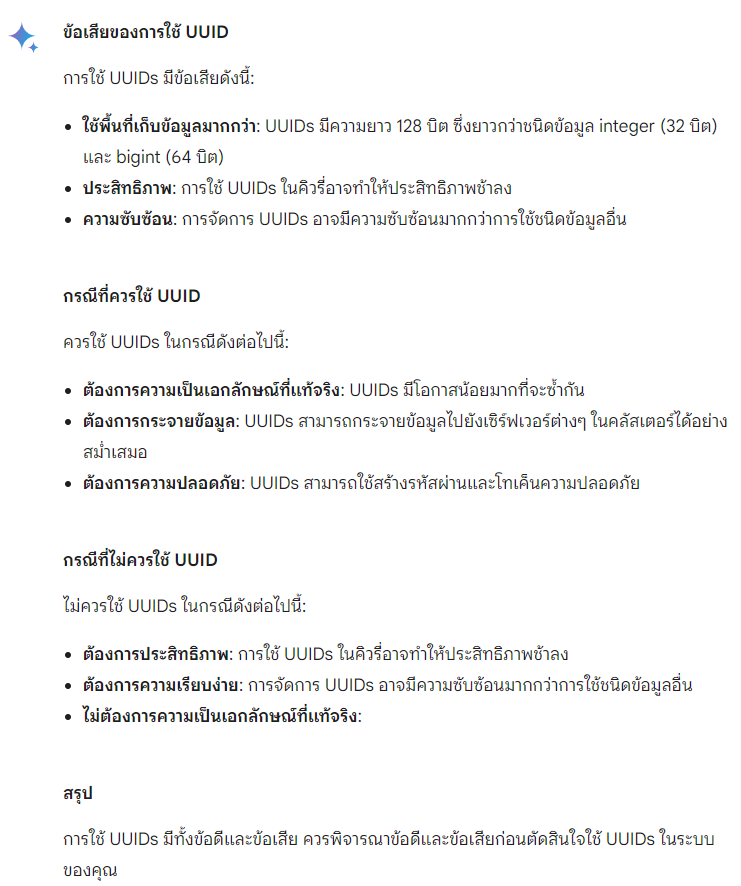 ข้อเสียของการใช้ UUID
การใช้ UUIDs มีข้อเสียดังนี้:
• ใช้พื้นที่เก็บข้อมูลมากกว่า: UUIDs มีความยาว 128 บิต ซึ่งยาวกว่าชนิดข้อมูล integer (32 บิต)
และ bigint (64 บิต)
• ประสิทธิภาพ: การใช้ UUIDs ในคิวรี่อาจทำให้ประสิทธิภาพช้าลง
• ความซับซ้อน: การจัดการ UUIDs อาจมีความซับซ้อนมากกว่าการใช้ชนิดข้อมูลอื่น
กรณีที่ควรใช้ UUID
ควรใช้ UUIDs ในกรณีดังต่อไปนี้:
• ต้องการความเป็นเอกลักษณ์ที่แท้จริง: UUIDs มีโอกาสน้อยมากที่จะซ้ำกัน
• ต้องการกระจายข้อมูล: UUIDs สามารถกระจายข้อมูลไปยังเซิร์ฟเวอร์ต่างๆ ในคลัสเตอร์ได้อย่าง
สม่ำเสมอ
• ต้องการความปลอดภัย: UUIDs สามารถใช้สร้างรหัสผ่านและโทเค็นความปลอดภัย
กรณีที่ไม่ควรใช้ UUID
ไม่ควรใช้ UUIDs ในกรณีดังต่อไปนี้:
• ต้องการประสิทธิภาพ: การใช้ UUIDs ในคิวรี่อาจทำให้ประสิทธิภาพช้าลง
• ต้องการความเรียบง่าย: การจัดการ UUIDs อาจมีความซับซ้อนมากกว่าการใช้ชนิดข้อมูลอื่น
• ไม่ต้องการความเป็นเอกลักษณ์ที่แท้จริง:
สรุป
การใช้ UUIDs มีทั้งข้อดีและข้อเสีย ควรพิจารณาข้อดีและข้อเสียก่อนตัดสินใจใช้ UUIDs ในระบบ
ของคุณ